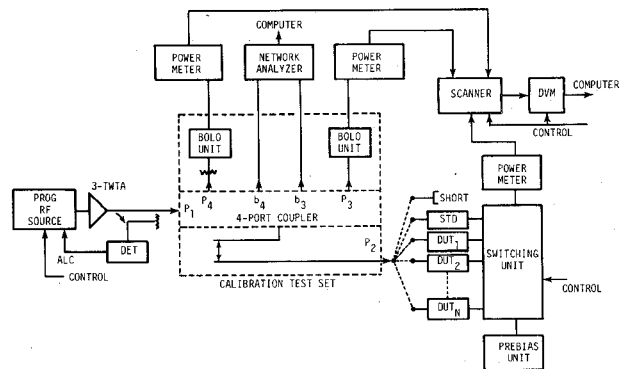 COMPUTER
POWER
METER
NETWORK
ANALYZER
POWER
METER
SCANNER
DVM
COMPUTER
CONTROL
BOLO
UNIT
BOLO
UNIT
POWER
METER
3-TWTA
PROG
RF
SOURCE
P1
P4
b4
b3
P3
4-PORT COUPLER
P2
SHORT
STD
DUT1
DUT2
DUTN
SWITCHING
UNIT
CONTROL
ALC
DET
CONTROL
CALIBRATION TEST SET
PREBIAS
UNIT